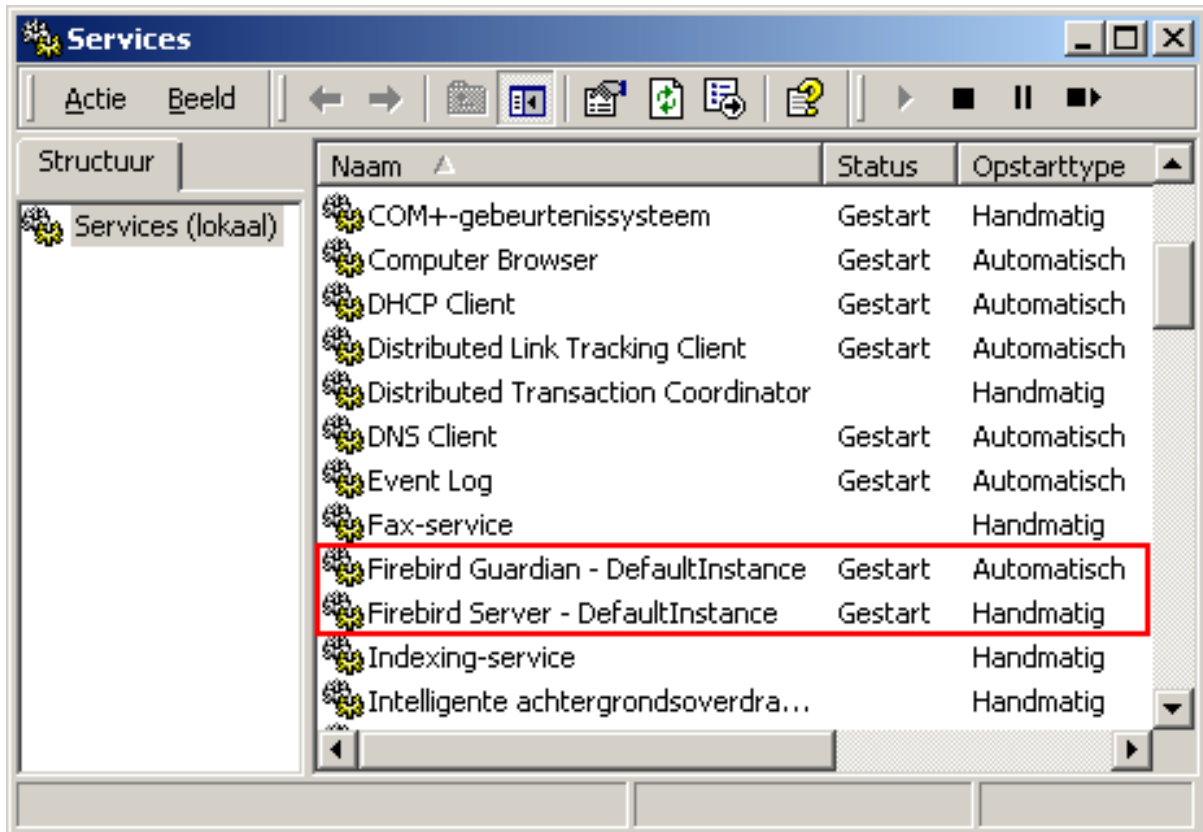 Services
Actie Beeld
Structuur
Services (lokaal)
Naam Status Opstarttype
COM+-gebeurtenissysteem Gestart Handmatig
Computer Browser Gestart Automatisch
DHCP Client Gestart Automatisch
Distributed Link Tracking Client Gestart Automatisch
Distributed Transaction Coordinator Handmatig
DNS Client Gestart Automatisch
Event Log Gestart Automatisch
Fax-service Handmatig
Firebird Guardian - DefaultInstance Gestart Automatisch
Firebird Server - DefaultInstance Gestart Handmatig
Indexing-service Handmatig
Intelligente achtergrondsoverdra... Handmatig